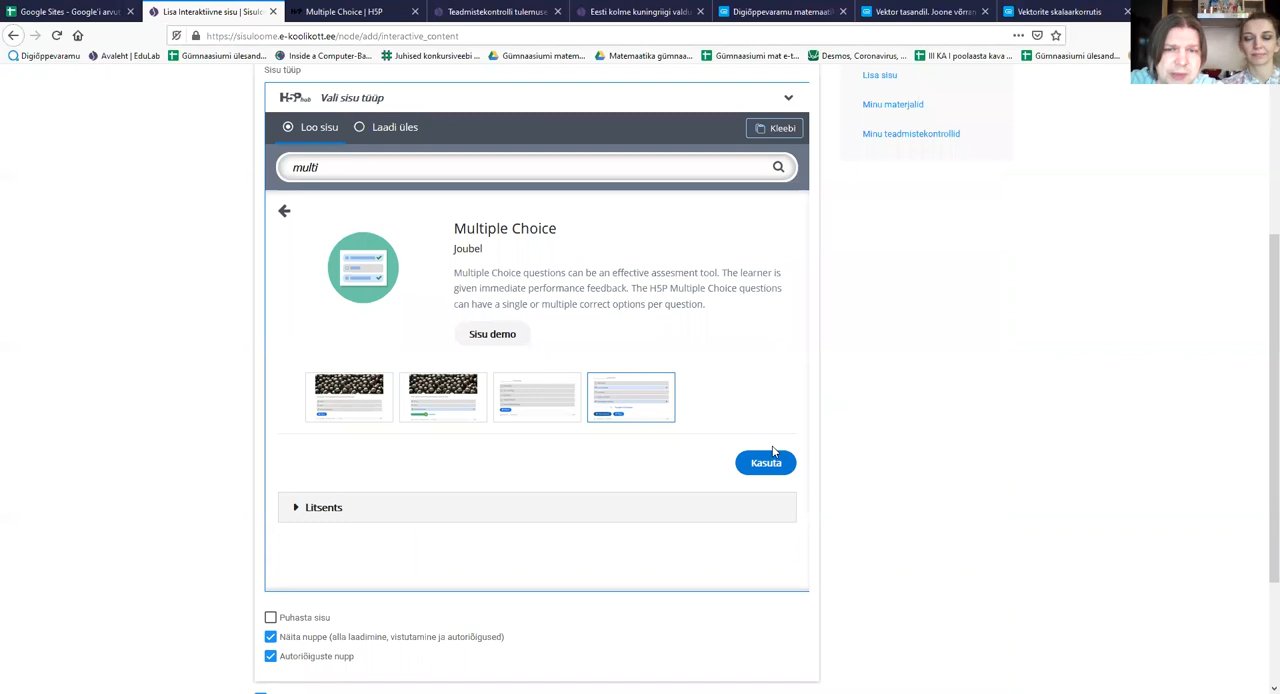 Google Sites - Google'i arvut
Lisa Interaktiivne sisu | Sisulo
Multiple Choice | H5P
Teadmistekontrolli tulemuse
Eesti kolme kuningriigi valdu
Digiõppevaramu matemaati
Vektor tasandil. Joone võrran
Vektorite skalaarkorrutis
https://sisuloome.e-koolikott.ee/node/add/interactive_content
Digiõppevaramu
Avaleht | EduLab
Gümnaasiumi ülesand...
Inside a Computer-Ba...
Juhised konkursiveebi ...
Gümnaasiumi matem...
Matemaatika gümnaa...
Gümnaasiumi mat e-t...
Desmos, Coronavirus, ...
III KA I poolaasta kava -...
Gümnaasiumi ülesand...
Sisu tüüp
H5P hub Vali sisu tüüp
Loo sisu
Laadi üles
Kleebi
multi
Multiple Choice
Joubel
Multiple Choice questions can be an effective assesment tool. The learner is
given immediate performance feedback. The H5P Multiple Choice questions
can have a single or multiple correct options per question.
Sisu demo
Kasuta
Litsents
Puhasta sisu
Näita nuppe (alla laadimine, vistutamine ja autoriõigused)
Autoriõiguste nupp
Lisa sisu
Minu materjalid
Minu teadmistekontrollid